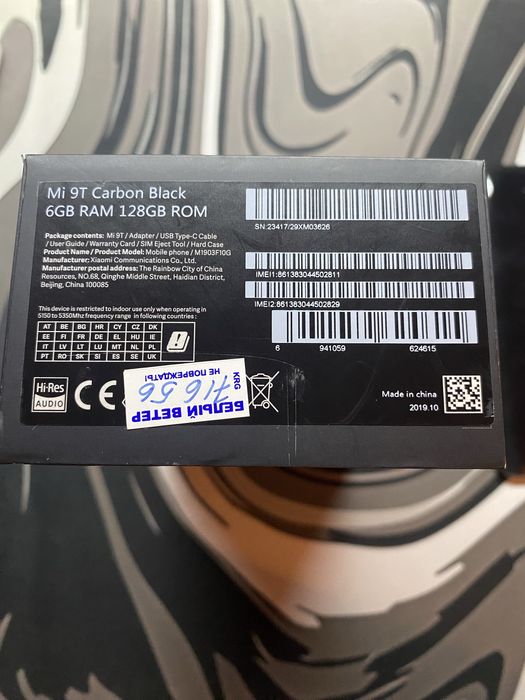 Mi 9T Carbon Black
6GB RAM 128GB ROM
Package contents: Mi 9T / Adapter / USB Type-C Cable
/ User Guide / Warranty Card / SIM Eject Tool / Hard Case
Product Name / Product Model: Mobile phone / M1903F10G
Manufacturer: Xiaomi Communications Co., Ltd.
Manufacturer postal address: The Rainbow City of China
Resources, NO.68, Qinghe Middle Street, Haidian District,
Beijing, China 100085
This device is restricted to indoor use only when operating in
5150 to 5350Mhz frequency range in following countries :
AT BE BG HR CY CZ DK
EE FI FR DE EL HU IE
IT LV LT LU MT NL PL
PT RO SK SI ES SE UK
SN:23417/29XM03626
IMEI1:861383044502811
IMEI2:861383044502829
6 941059 624615
Hi-Res
AUDIO
CE
БЕЛЫЙ ВЕТЕР
KRG
716 56
НЕ ПОВРЕЖДАТЬ!
Made in china
2019.10